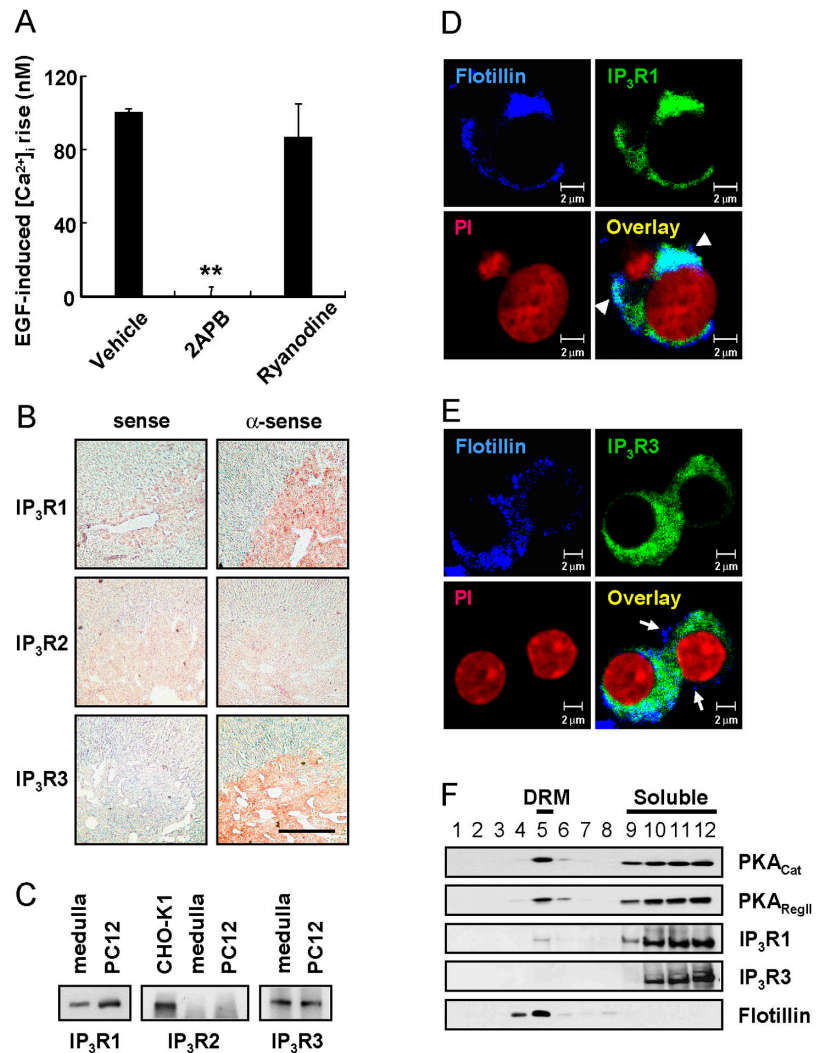 A
EGF-induced [Ca²⁺]ᵢ rise (nM)
120
80
40
0
**
Vehicle
2APB
Ryanodine
B
sense
α-sense
IP₃R1
IP₃R2
IP₃R3
C
medulla
PC12
CHO-K1
medulla
PC12
medulla
PC12
IP₃R1
IP₃R2
IP₃R3
D
Flotillin
2 μm
IP₃R1
2 μm
PI
2 μm
Overlay
2 μm
E
Flotillin
2 μm
IP₃R3
2 μm
PI
2 μm
Overlay
2 μm
F
DRM
Soluble
1 2 3 4 5 6 7 8 9 10 11 12
PKA_Cat
PKA_RegII
IP₃R1
IP₃R3
Flotillin